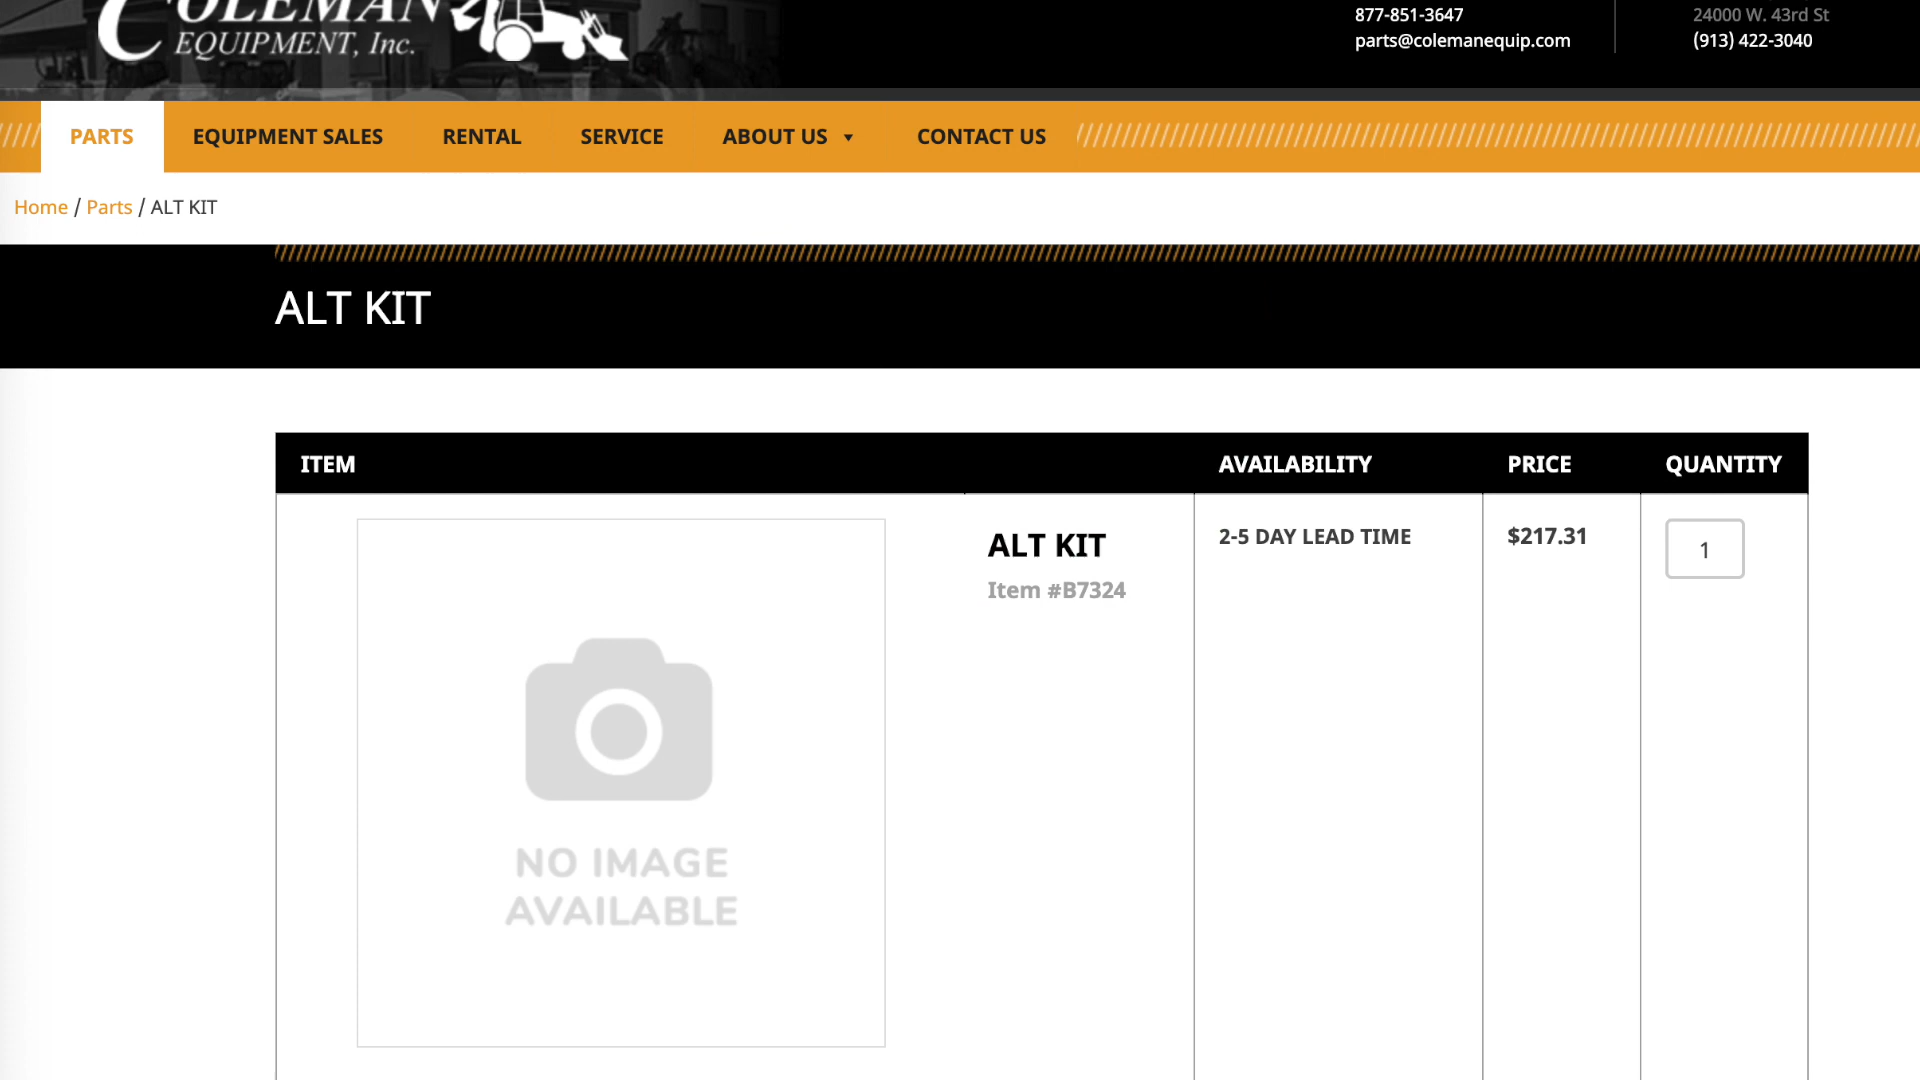 COLEMAN
EQUIPMENT, Inc.
877-851-3647
parts@colemanequip.com
24000 W. 43rd St
(913) 422-3040
PARTS
EQUIPMENT SALES
RENTAL
SERVICE
ABOUT US
CONTACT US
Home / Parts / ALT KIT
ALT KIT
ITEM
AVAILABILITY
PRICE
QUANTITY
NO IMAGE
AVAILABLE
ALT KIT
Item #B7324
2-5 DAY LEAD TIME
$217.31
1